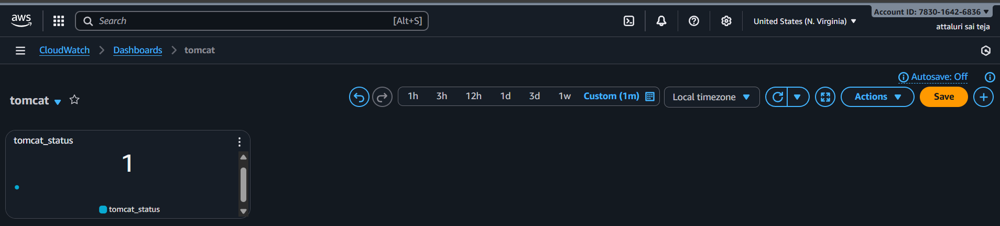 aws
Search
[Alt+S]
United States (N. Virginia)
Account ID: 7830-1642-6836
attaluri sai teja
CloudWatch
Dashboards
tomcat
Autosave: Off
tomcat
1h
3h
12h
1d
3d
1w
Custom (1m)
Local timezone
Actions
Save
tomcat_status
1
tomcat_status